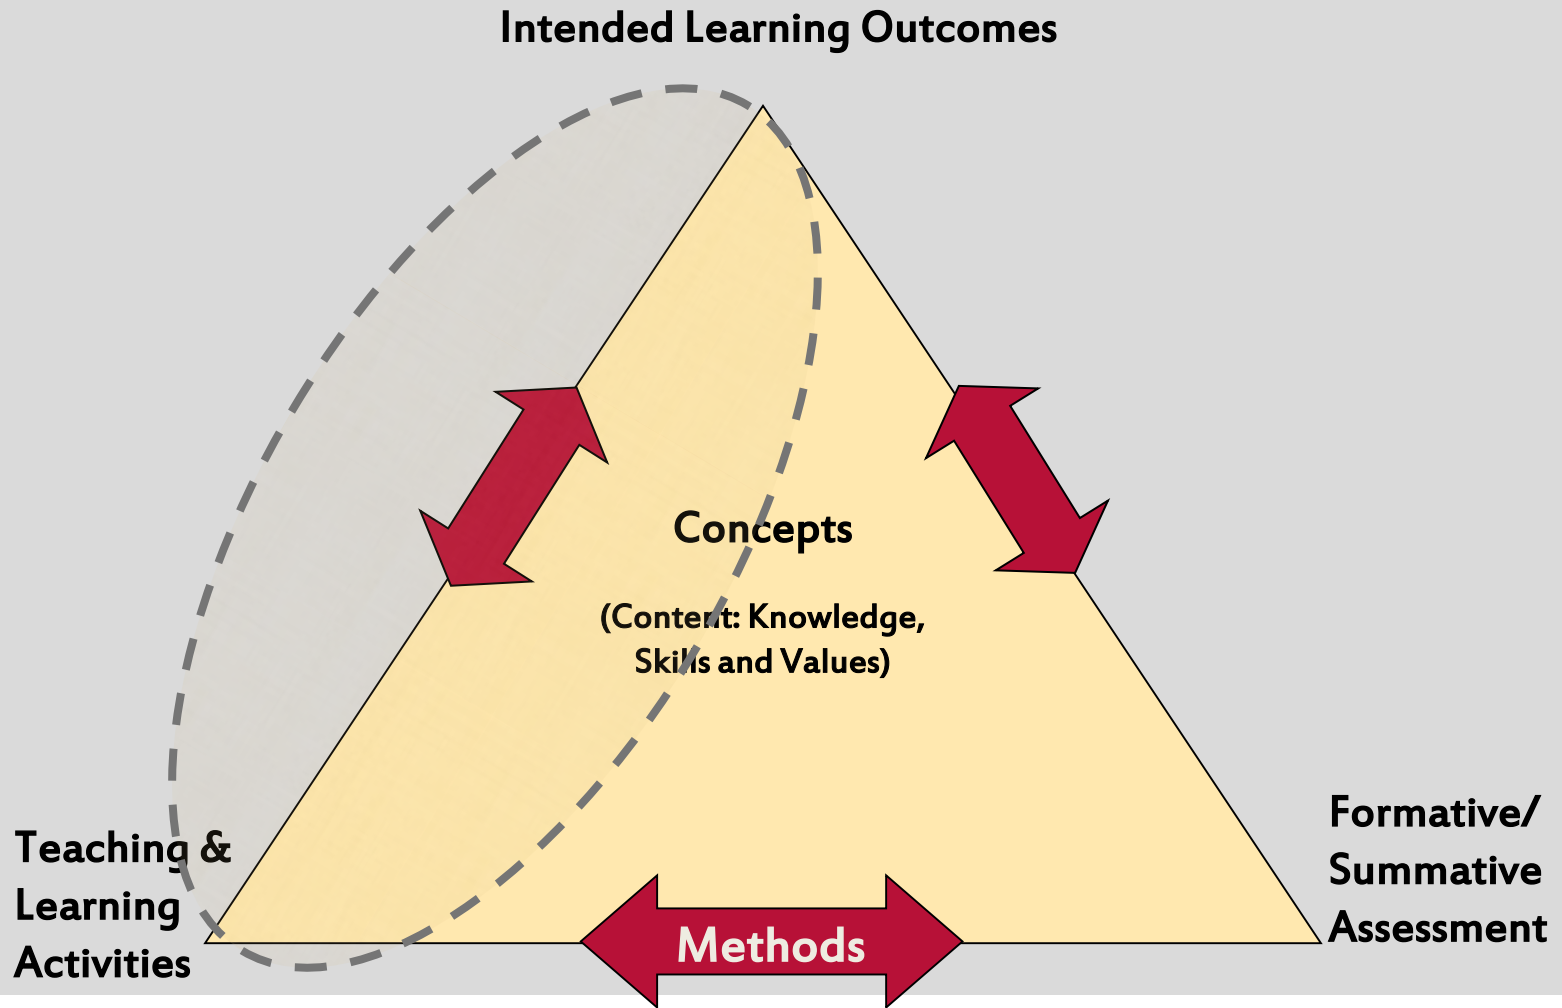 Intended Learning Outcomes
Concepts
(Content: Knowledge,
Skills and Values)
Teaching &
Learning
Activities
Methods
Formative/
Summative
Assessment